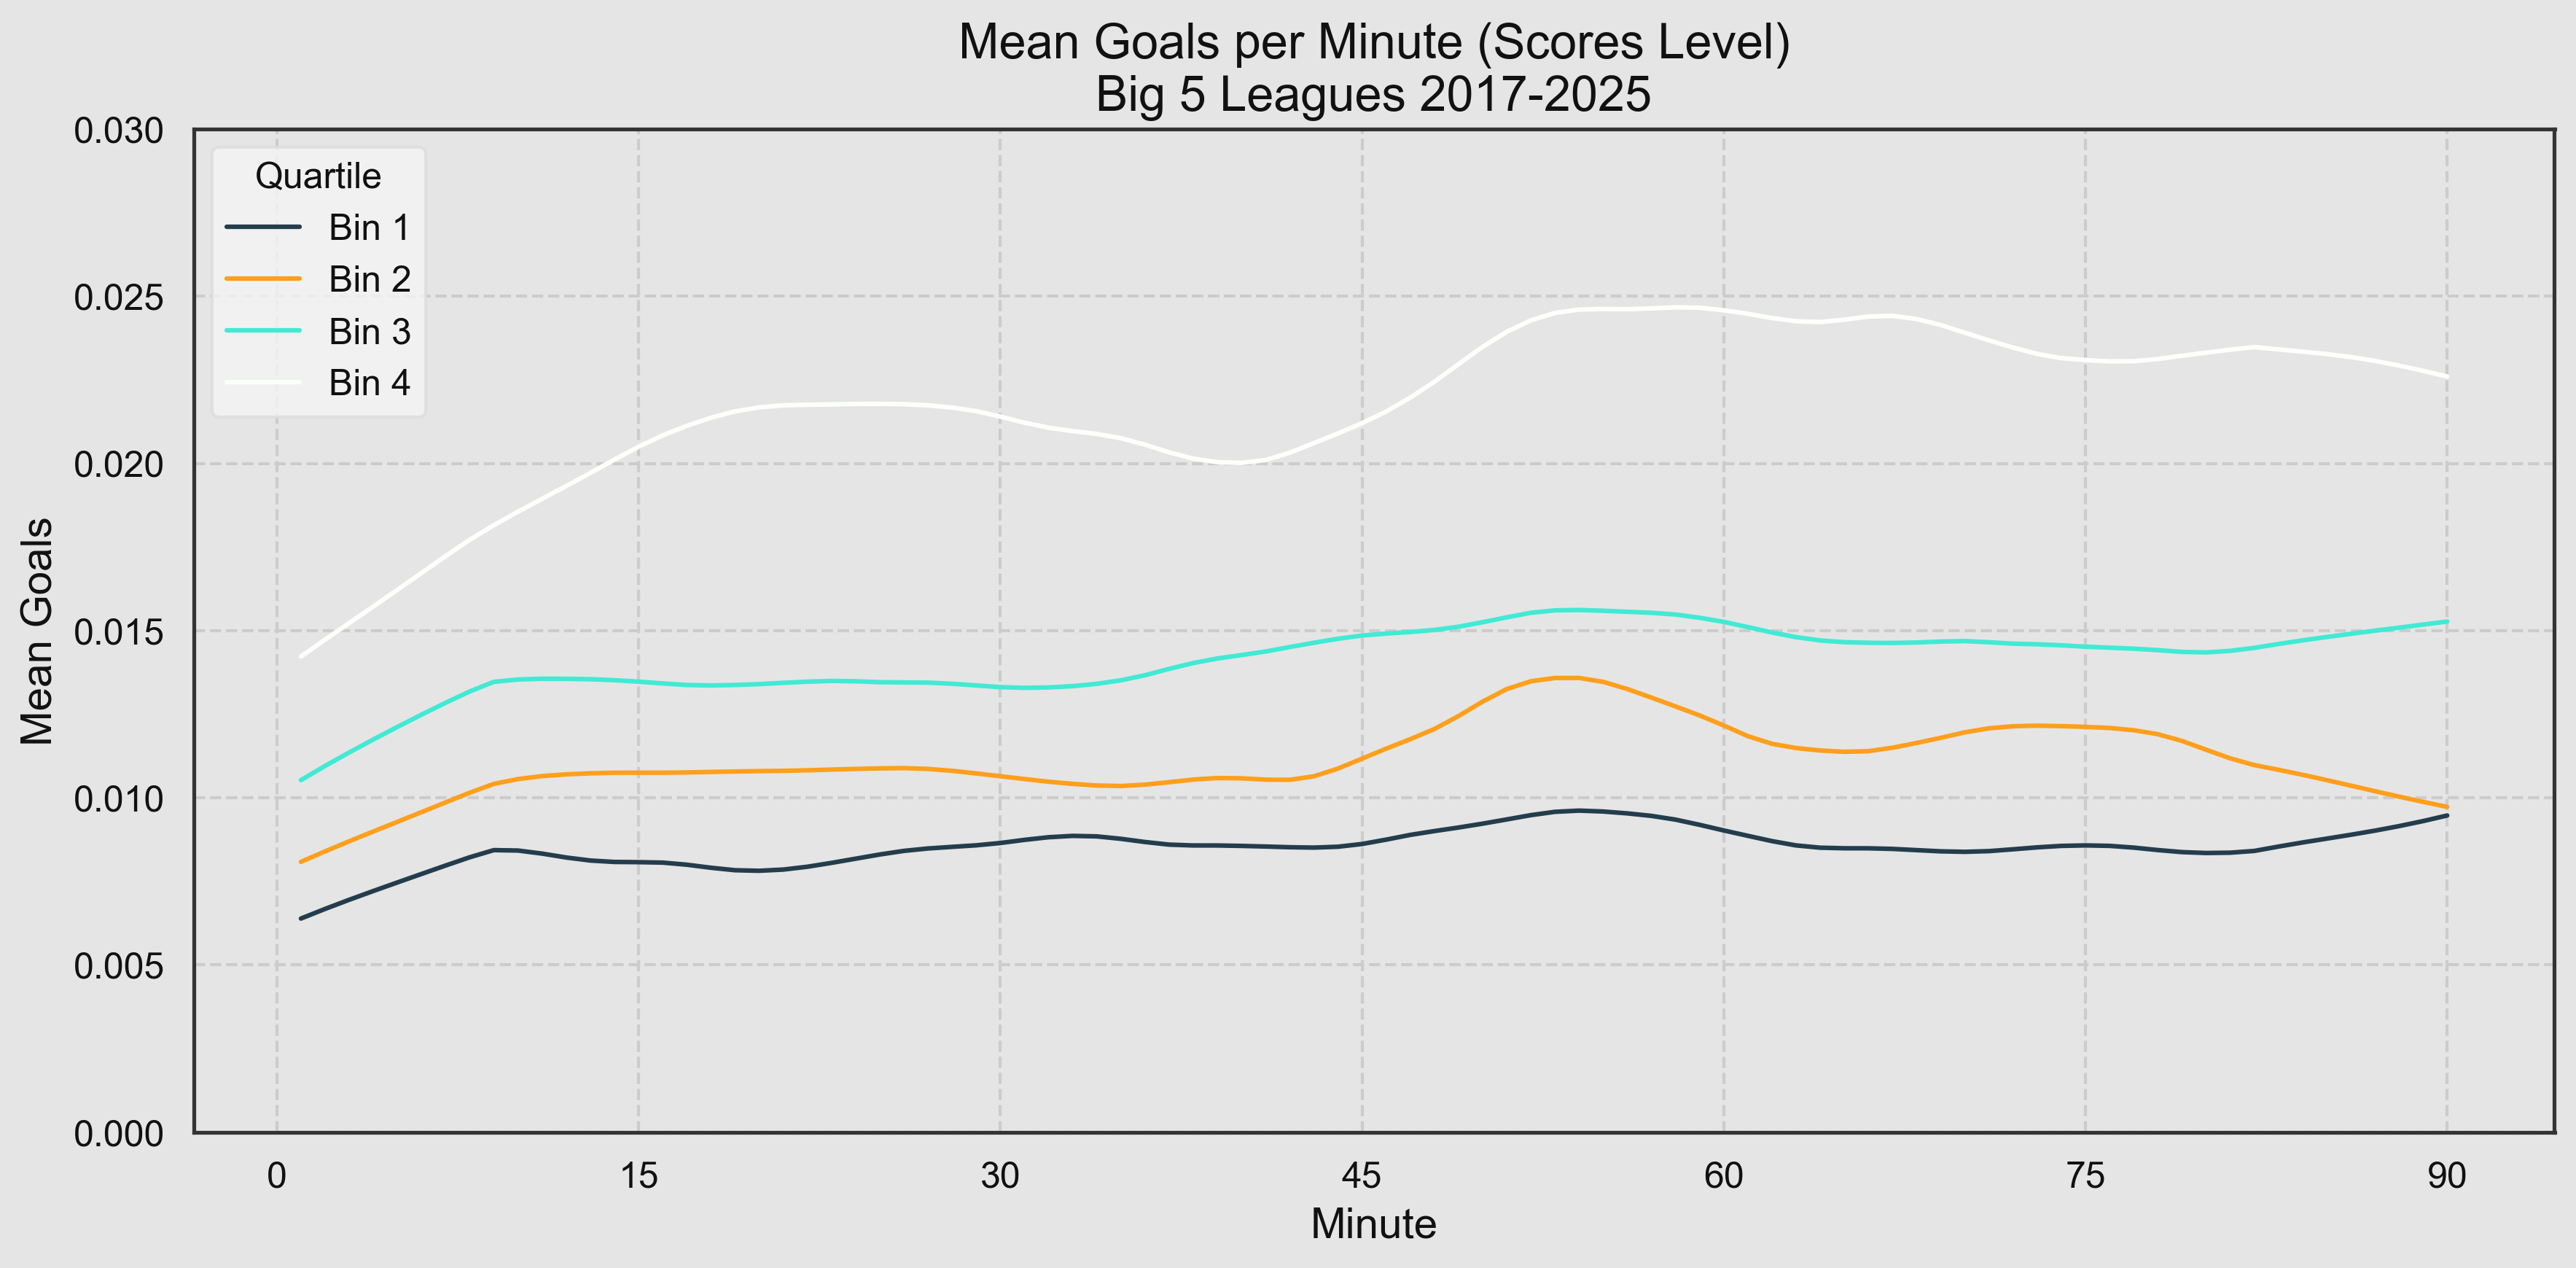 Mean Goals per Minute (Scores Level)
Big 5 Leagues 2017-2025
0.030
0.025
0.020
0.015
0.010
0.005
0.000
Mean Goals
Quartile
Bin 1
Bin 2
Bin 3
Bin 4
0 15 30 45 60 75 90
Minute